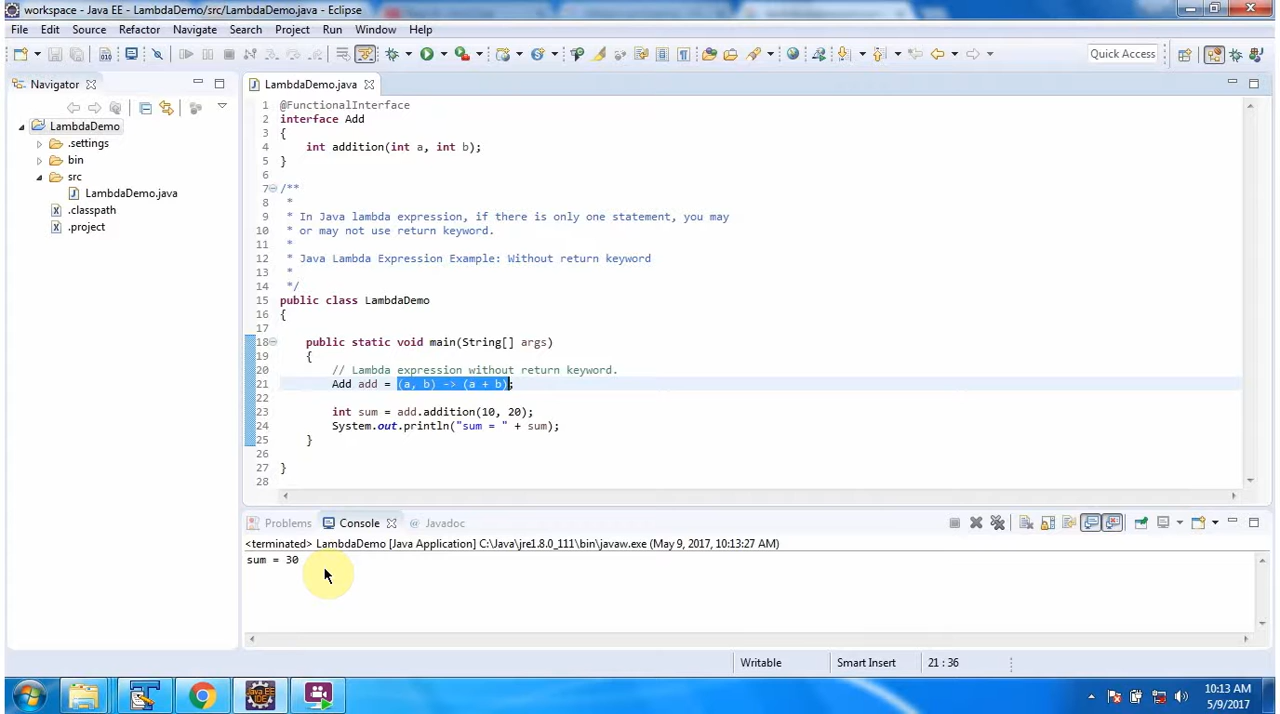 workspace - Java EE - LambdaDemo/src/LambdaDemo.java - Eclipse
File Edit Source Refactor Navigate Search Project Run Window Help
Quick Access
Navigator
LambdaDemo
.settings
bin
src
LambdaDemo.java
.classpath
.project
LambdaDemo.java
1 @FunctionalInterface
2 interface Add
3 {
4 int addition(int a, int b);
5 }
6
7 /**
8 *
9 * In Java lambda expression, if there is only one statement, you may
10 * or may not use return keyword.
11 *
12 * Java Lambda Expression Example: Without return keyword
13 *
14 */
15 public class LambdaDemo
16 {
17
18 public static void main(String[] args)
19 {
20 // Lambda expression without return keyword.
21 Add add = (a, b) -> (a + b);
22
23 int sum = add.addition(10, 20);
24 System.out.println("sum = " + sum);
25 }
26
27 }
28
Problems Console @ Javadoc
<terminated> LambdaDemo [Java Application] C:\Java\jre1.8.0_111\bin\javaw.exe (May 9, 2017, 10:13:27 AM)
sum = 30
Writable Smart Insert 21 : 36
Java EE
IDE
10:13 AM
5/9/2017